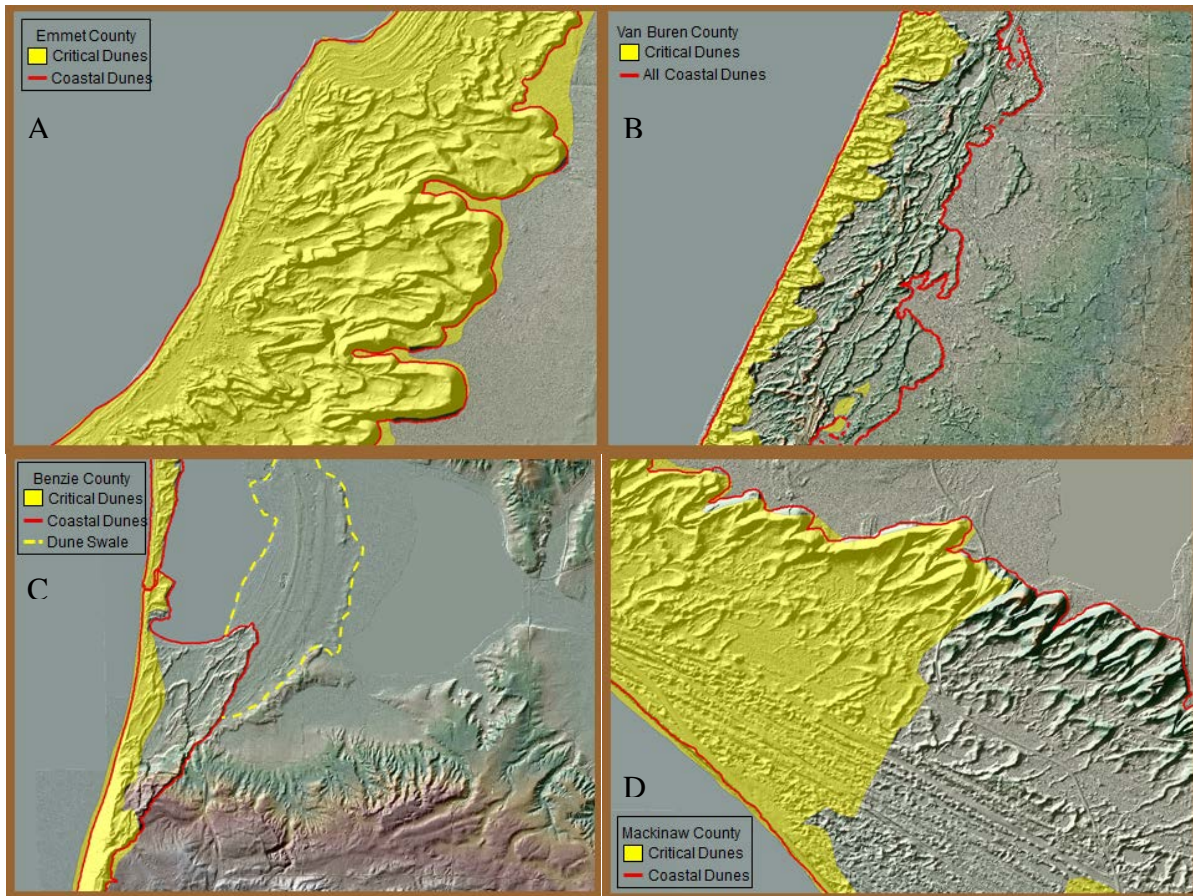 Emmet County
Critical Dunes
Coastal Dunes
A
Van Buren County
Critical Dunes
All Coastal Dunes
B
Benzie County
Critical Dunes
Coastal Dunes
Dune Swale
C
D
Mackinaw County
Critical Dunes
Coastal Dunes